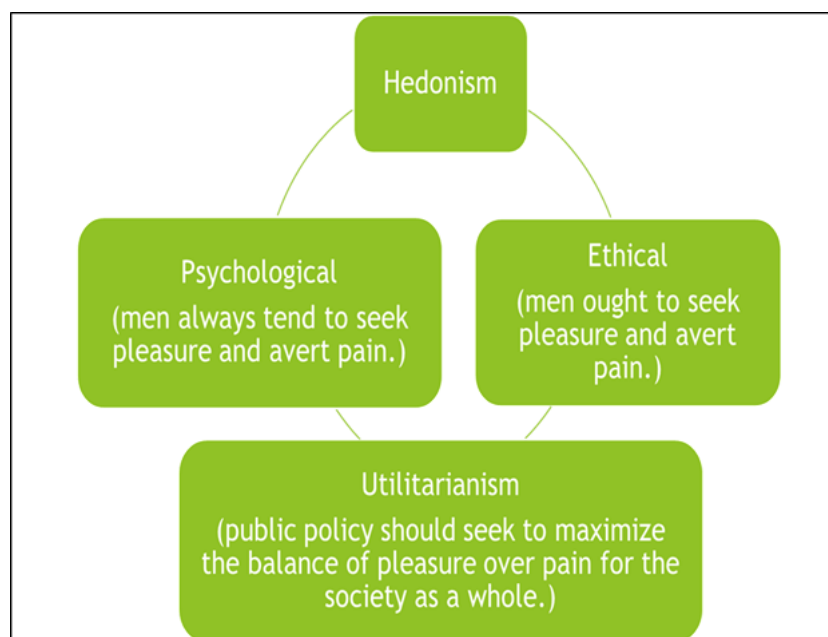 Hedonism
Psychological
(men always tend to seek
pleasure and avert pain.)
Ethical
(men ought to seek
pleasure and avert
pain.)
Utilitarianism
(public policy should seek to maximize
the balance of pleasure over pain for the
society as a whole.)